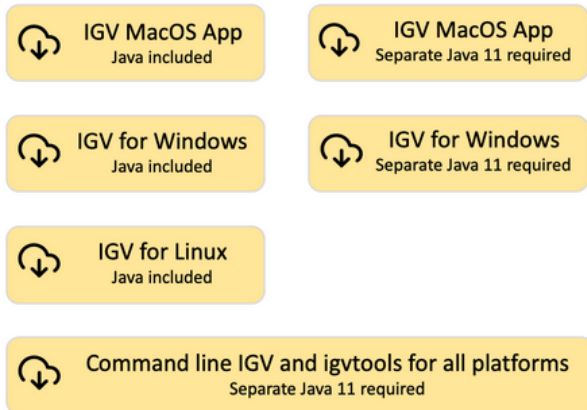 IGV MacOS App
Java included
IGV MacOS App
Separate Java 11 required
IGV for Windows
Java included
IGV for Windows
Separate Java 11 required
IGV for Linux
Java included
Command line IGV and igvtools for all platforms
Separate Java 11 required